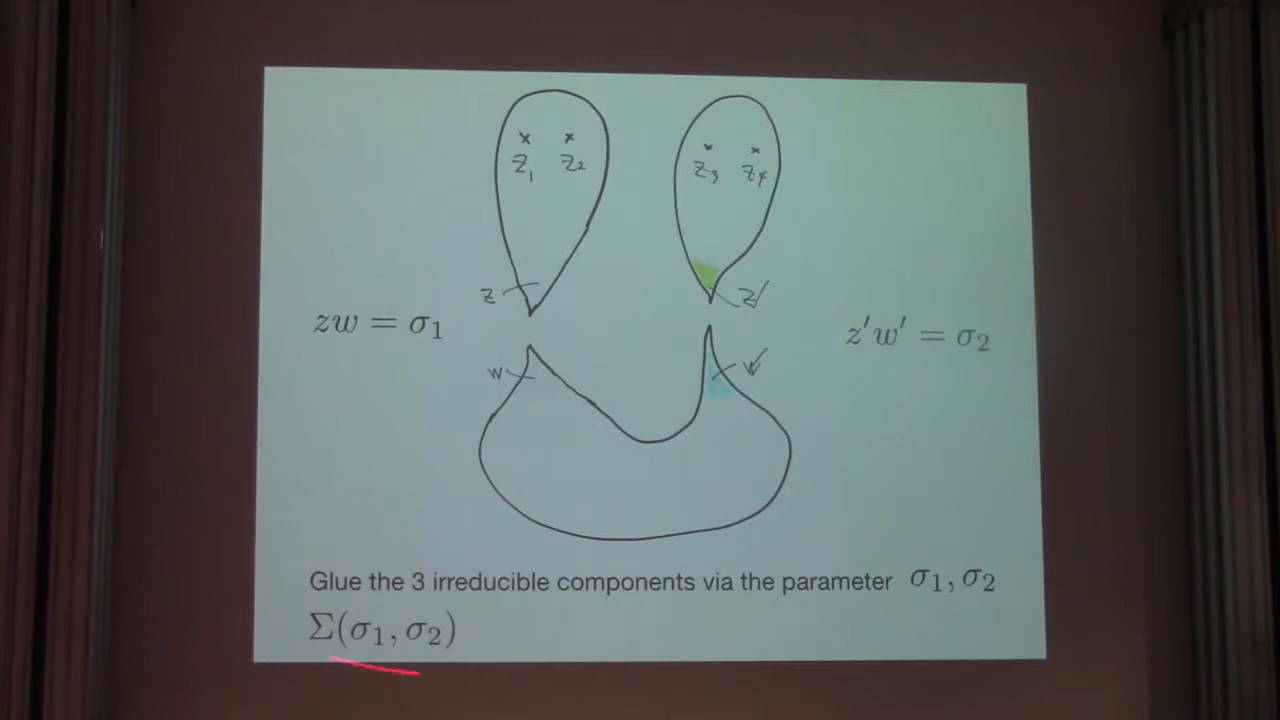 x x
z₁ z₂
x x
z₃ z₄
z
z'
zw = σ₁
z'w' = σ₂
w
w'
Glue the 3 irreducible components via the parameter σ₁, σ₂
Σ(σ₁, σ₂)